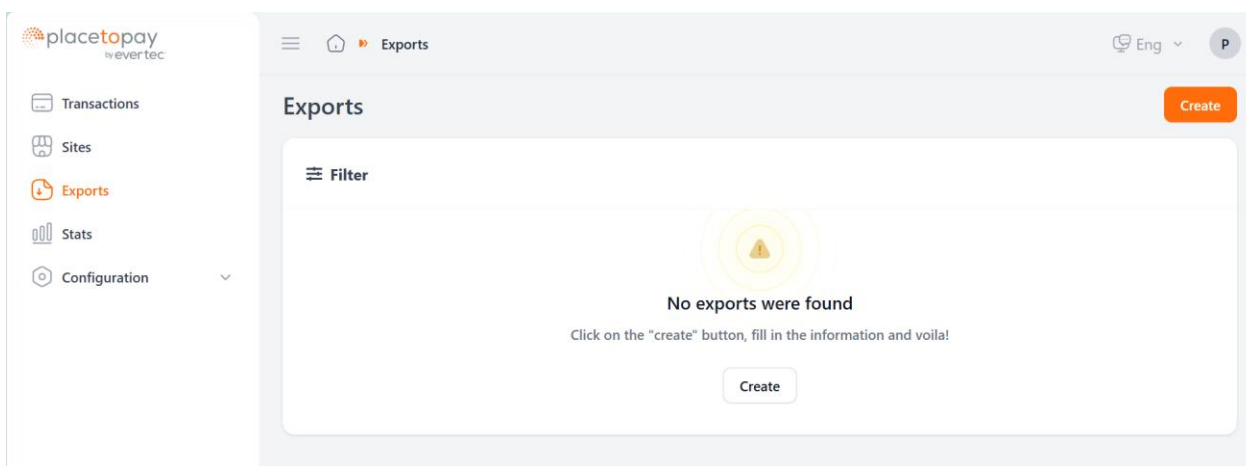 placetopay
by evertec
Exports
Eng
P
Transactions
Sites
Exports
Stats
Configuration
Exports
Create
Filter
No exports were found
Click on the "create" button, fill in the information and voila!
Create